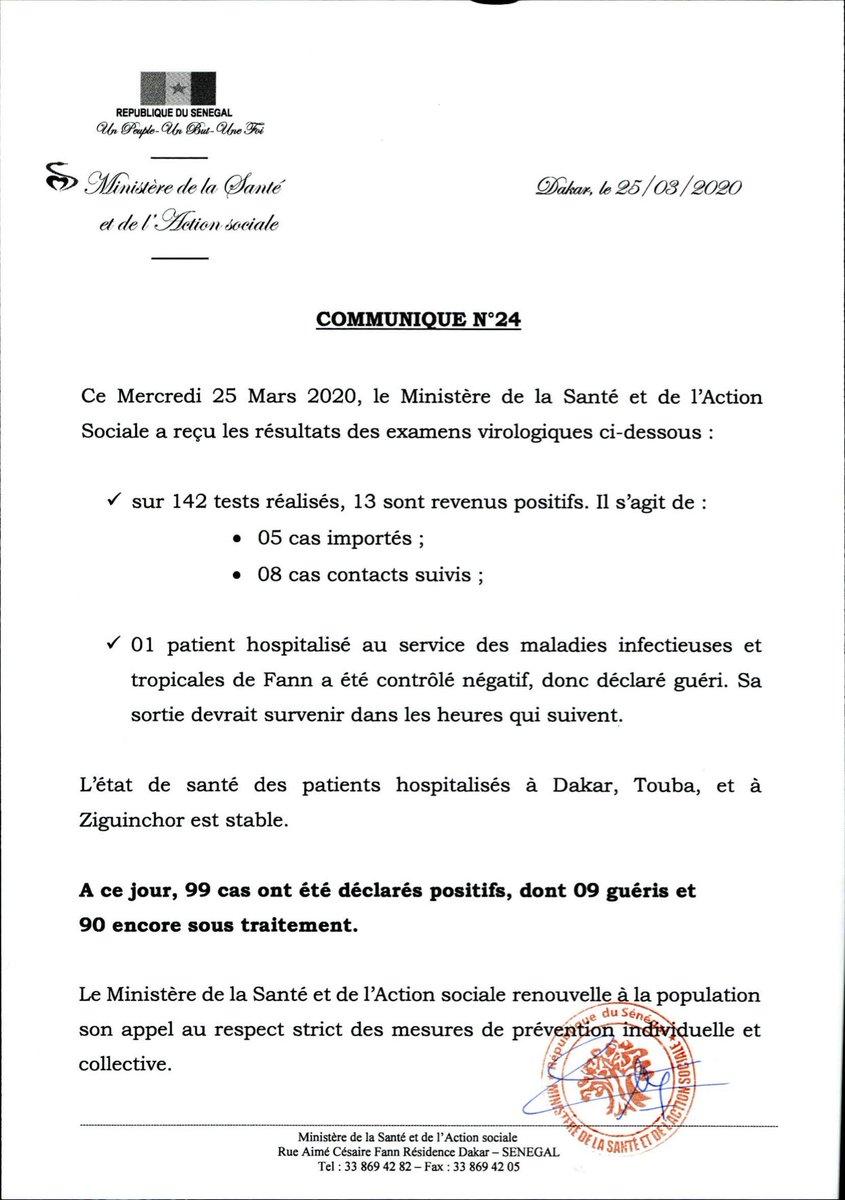 REPUBLIQUE DU SENEGAL
Un Peuple-Un But-Une Foi
Ministère de la Santé
et de l'Action sociale
Dakar, le 25/03/2020
COMMUNIQUE N°24
Ce Mercredi 25 Mars 2020, le Ministère de la Santé et de l'Action
Sociale a reçu les résultats des examens virologiques ci-dessous :
✓ sur 142 tests réalisés, 13 sont revenus positifs. Il s'agit de :
• 05 cas importés ;
• 08 cas contacts suivis ;
✓ 01 patient hospitalisé au service des maladies infectieuses et
tropicales de Fann a été contrôlé négatif, donc déclaré guéri. Sa
sortie devrait survenir dans les heures qui suivent.
L'état de santé des patients hospitalisés à Dakar, Touba, et à
Ziguinchor est stable.
A ce jour, 99 cas ont été déclarés positifs, dont 09 guéris et
90 encore sous traitement.
Le Ministère de la Santé et de l'Action sociale renouvelle à la population
son appel au respect strict des mesures de prévention individuelle et
collective.
République du Sénégal
MINISTÈRE DE LA SANTÉ ET DE L'ACTION SOCIALE
Ministère de la Santé et de l'Action sociale
Rue Aimé Césaire Fann Résidence Dakar – SENEGAL
Tel : 33 869 42 82 – Fax : 33 869 42 05